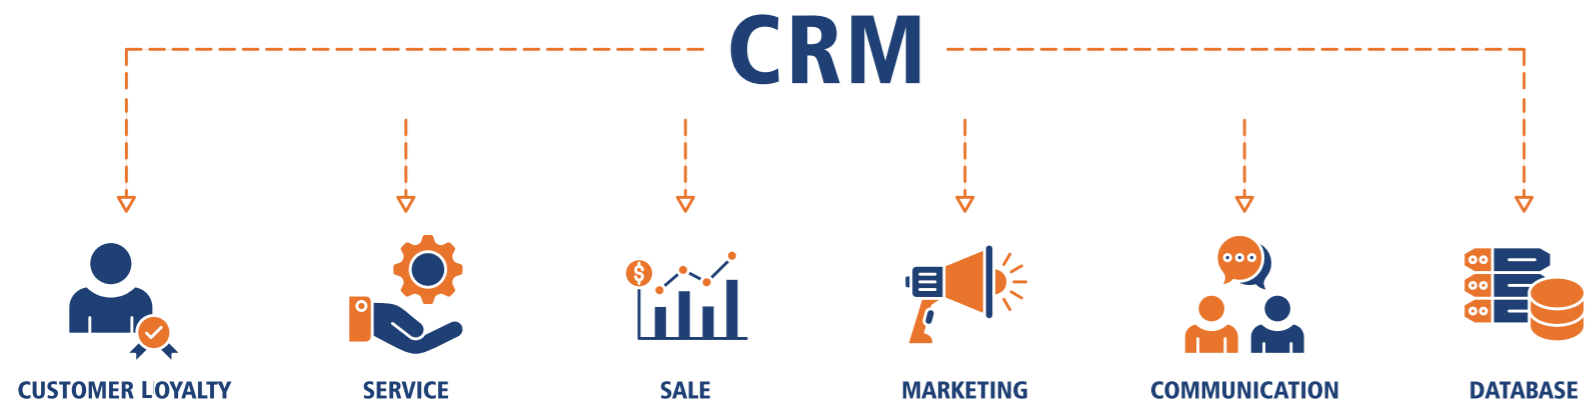 CRM
$
CUSTOMER LOYALTY
SERVICE
SALE
MARKETING
COMMUNICATION
DATABASE